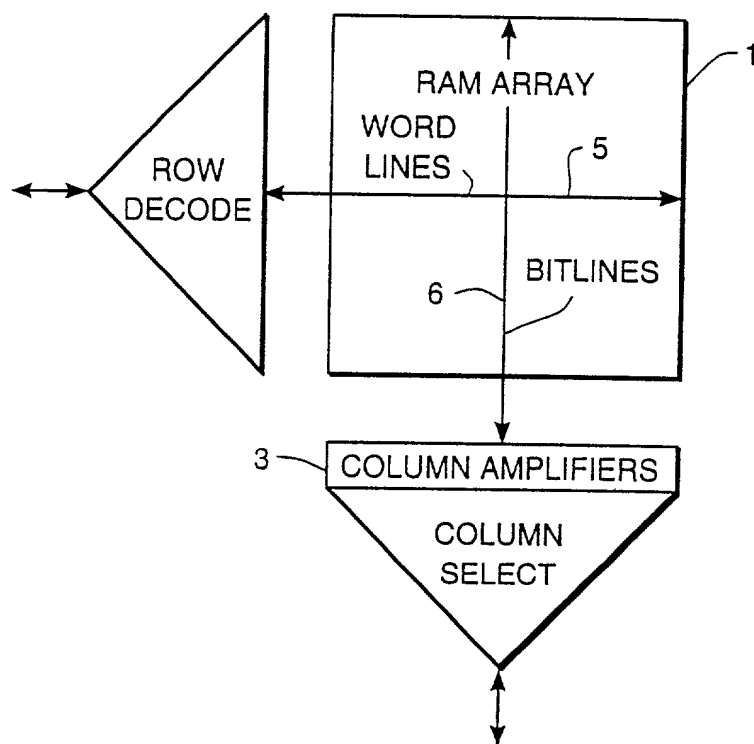 1
RAM ARRAY
WORD
LINES
5
ROW
DECODE
6
BITLINES
3
COLUMN AMPLIFIERS
COLUMN
SELECT